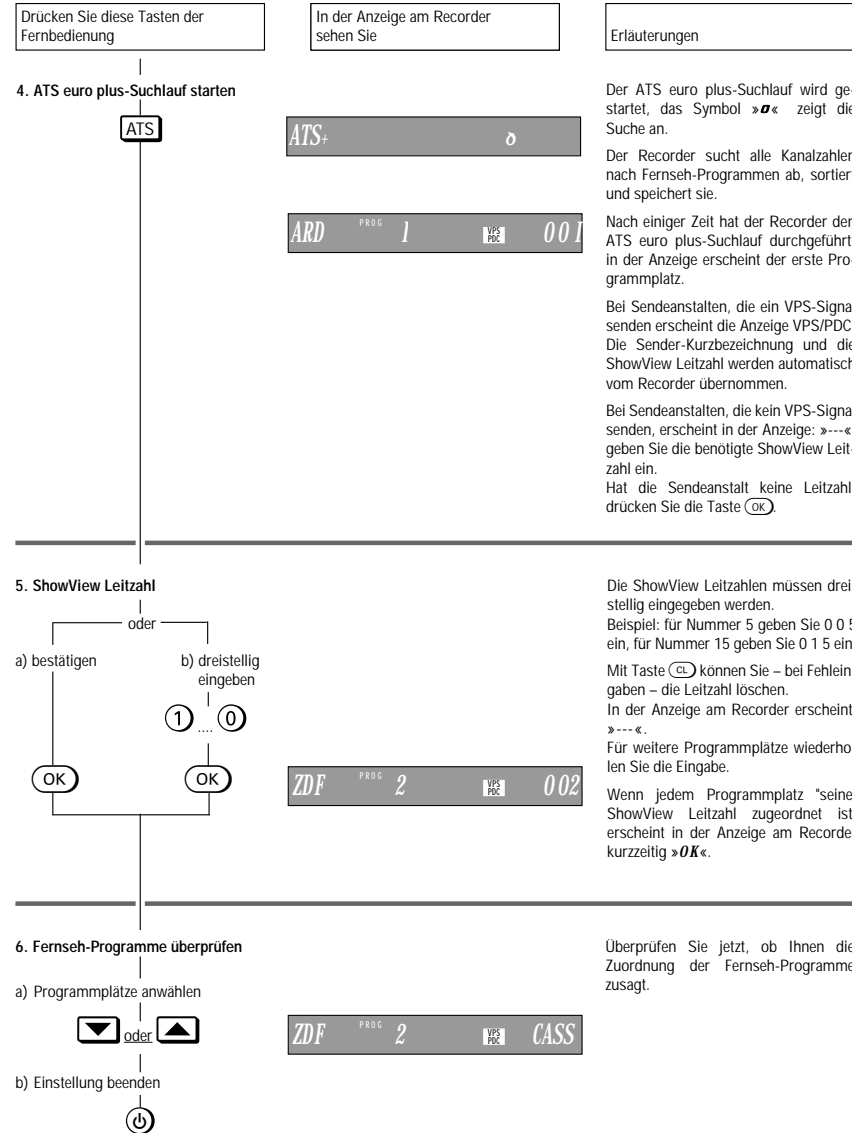 Drücken Sie diese Tasten der
Fernbedienung
In der Anzeige am Recorder
sehen Sie
Erläuterungen
4. ATS euro plus-Suchlauf starten
ATS
ATS+
ARD PROG 1 VPS PDC 001
Der ATS euro plus-Suchlauf wird ge-
startet, das Symbol » « zeigt die
Suche an.
Der Recorder sucht alle Kanalzahlen
nach Fernseh-Programmen ab, sortiert
und speichert sie.
Nach einiger Zeit hat der Recorder den
ATS euro plus-Suchlauf durchgeführt,
in der Anzeige erscheint der erste Pro-
grammplatz.
Bei Sendeanstalten, die ein VPS-Signal
senden erscheint die Anzeige VPS/PDC.
Die Sender-Kurzbezeichnung und die
ShowView Leitzahl werden automatisch
vom Recorder übernommen.
Bei Sendeanstalten, die kein VPS-Signal
senden, erscheint in der Anzeige: »---«
geben Sie die benötigte ShowView Leit-
zahl ein.
Hat die Sendeanstalt keine Leitzahl,
drücken Sie die Taste OK.
5. ShowView Leitzahl
oder
a) bestätigen
b) dreistellig
eingeben
1 .... 0
OK
OK
ZDF PROG 2 VPS PDC 002
Die ShowView Leitzahlen müssen drei-
stellig eingegeben werden.
Beispiel: für Nummer 5 geben Sie 0 0 5
ein, für Nummer 15 geben Sie 0 1 5 ein.
Mit Taste CL können Sie – bei Fehlein-
gaben – die Leitzahl löschen.
In der Anzeige am Recorder erscheint
»---«.
Für weitere Programmplätze wiederho-
len Sie die Eingabe.
Wenn jedem Programmplatz "seine"
ShowView Leitzahl zugeordnet ist,
erscheint in der Anzeige am Recorder
kurzzeitig »OK«.
6. Fernseh-Programme überprüfen
a) Programmplätze anwählen
oder
b) Einstellung beenden
ZDF PROG 2 VPS PDC CASS
Überprüfen Sie jetzt, ob Ihnen die
Zuordnung der Fernseh-Programme
zusagt.